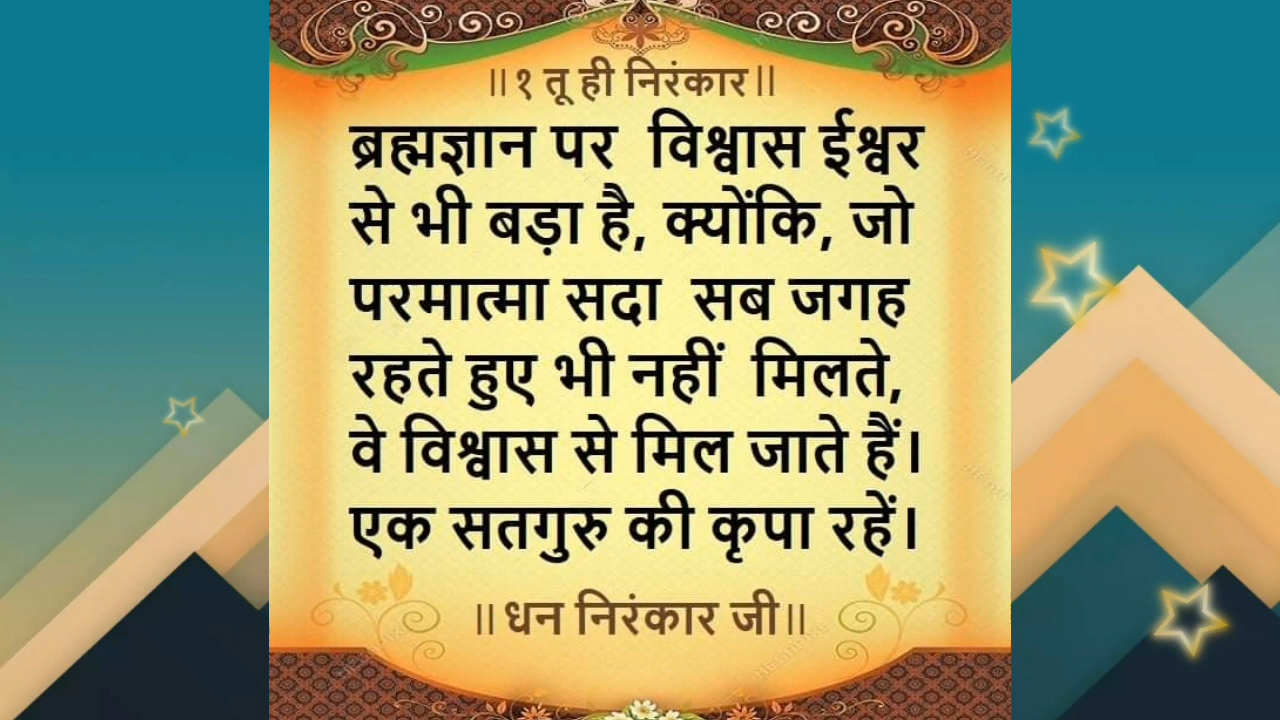 ॥१ तू ही निरंकार॥
ब्रह्मज्ञान पर विश्वास ईश्वर
से भी बड़ा है, क्योंकि, जो
परमात्मा सदा सब जगह
रहते हुए भी नहीं मिलते,
वे विश्वास से मिल जाते हैं।
एक सतगुरु की कृपा रहें।
॥धन निरंकार जी॥